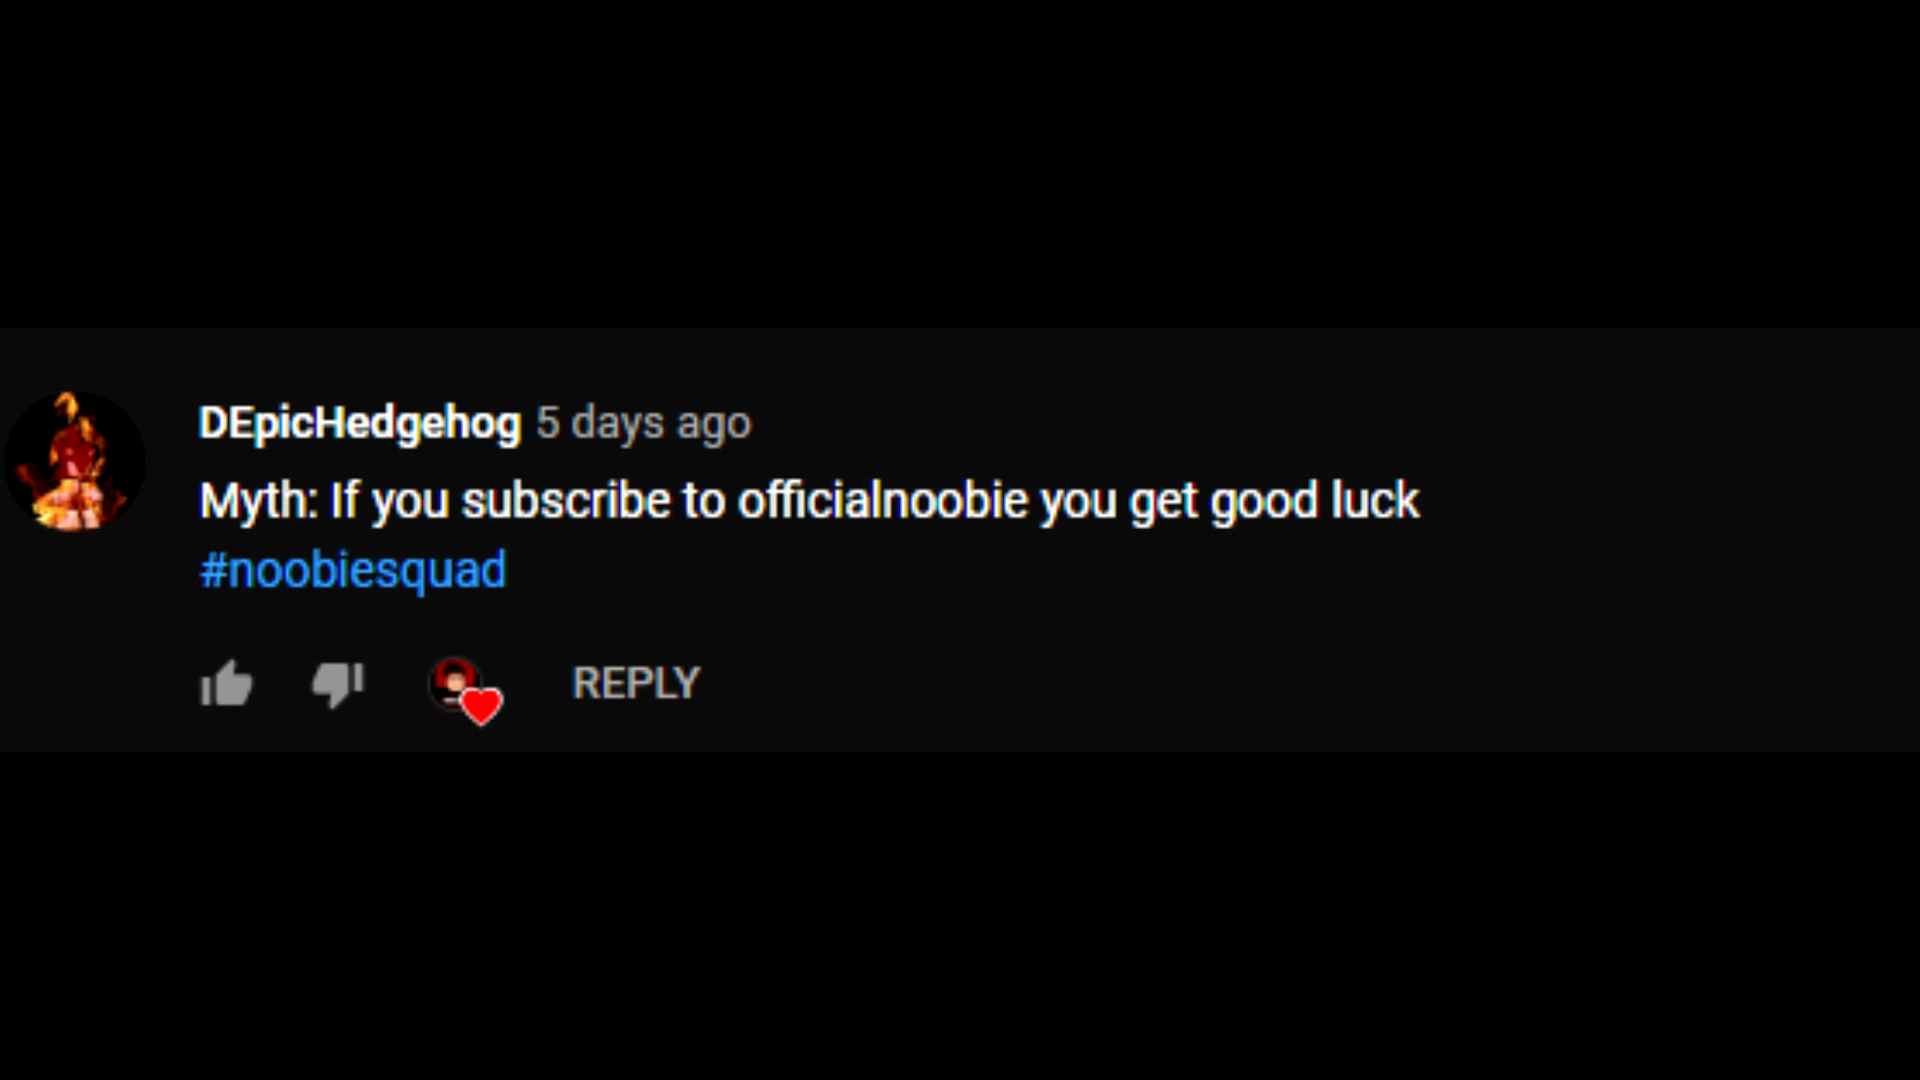 DEpicHedgehog 5 days ago
Myth: If you subscribe to officialnoobie you get good luck
#noobiesquad
REPLY